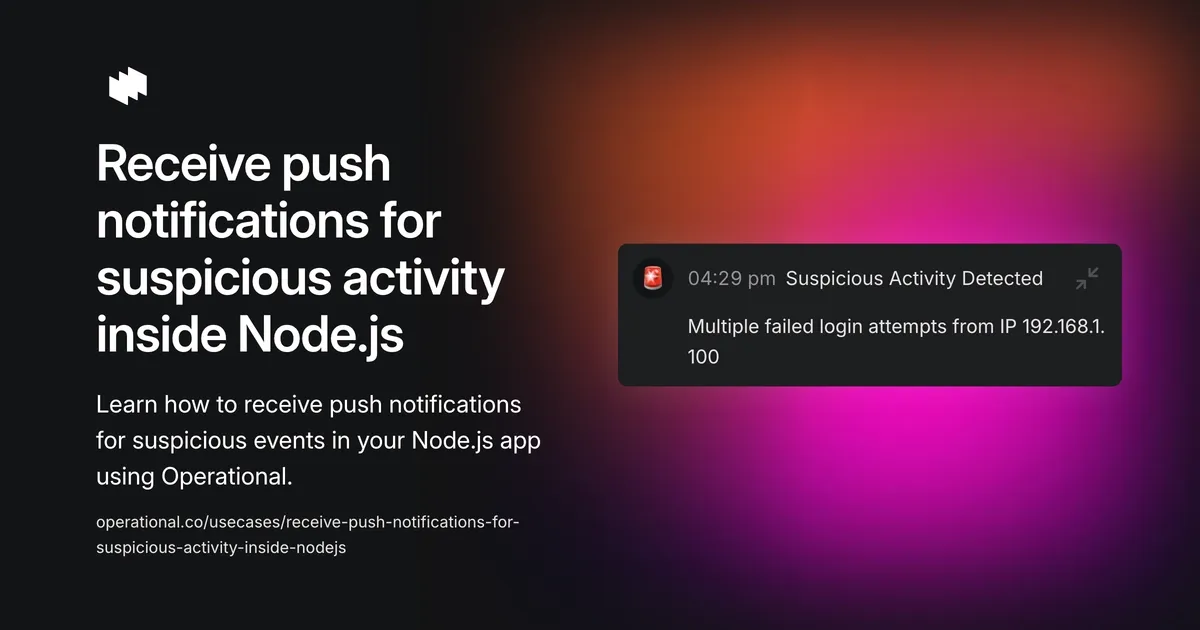 Receive push
notifications for
suspicious activity
inside Node.js
Learn how to receive push notifications
for suspicious events in your Node.js app
using Operational.
operational.co/usecases/receive-push-notifications-for-
suspicious-activity-inside-nodejs
04:29 pm Suspicious Activity Detected
Multiple failed login attempts from IP 192.168.1.
100